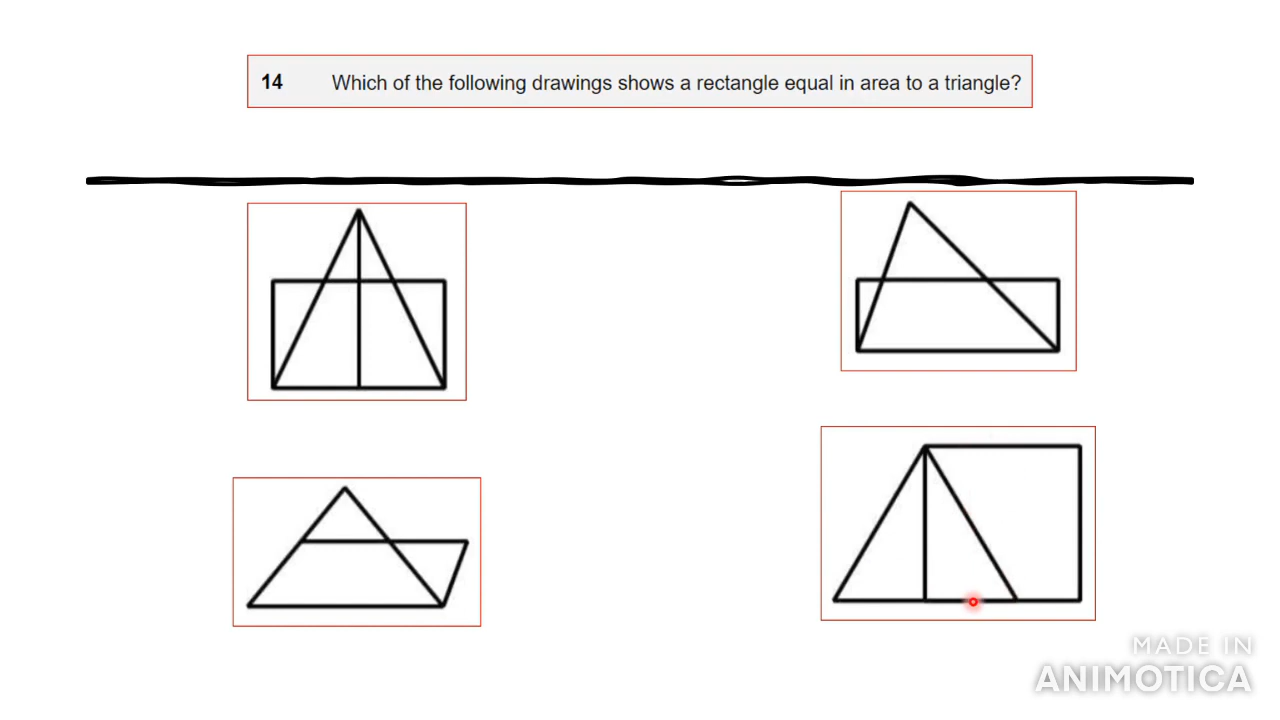 14 Which of the following drawings shows a rectangle equal in area to a triangle?
MADE IN
ANIMOTICA